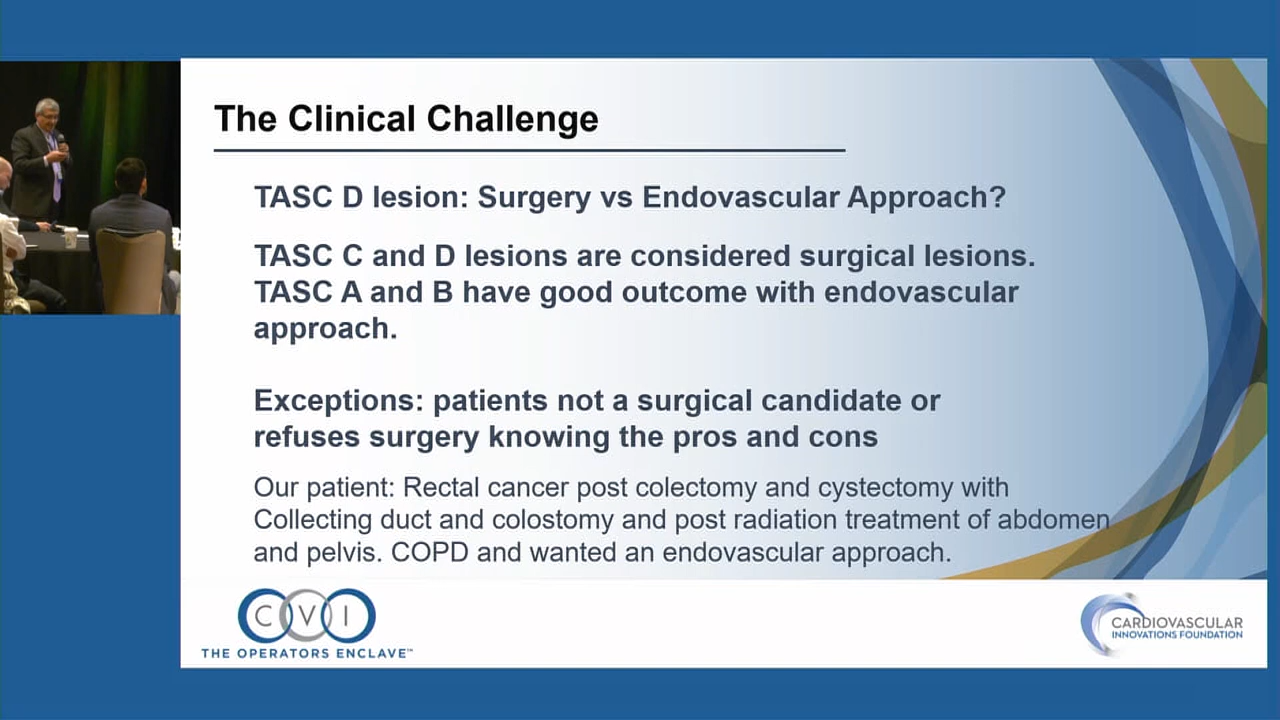 The Clinical Challenge
TASC D lesion: Surgery vs Endovascular Approach?
TASC C and D lesions are considered surgical lesions.
TASC A and B have good outcome with endovascular
approach.
Exceptions: patients not a surgical candidate or
refuses surgery knowing the pros and cons
Our patient: Rectal cancer post colectomy and cystectomy with
Collecting duct and colostomy and post radiation treatment of abdomen
and pelvis. COPD and wanted an endovascular approach.
CVI
THE OPERATORS ENCLAVE™
CARDIOVASCULAR
INNOVATIONS FOUNDATION